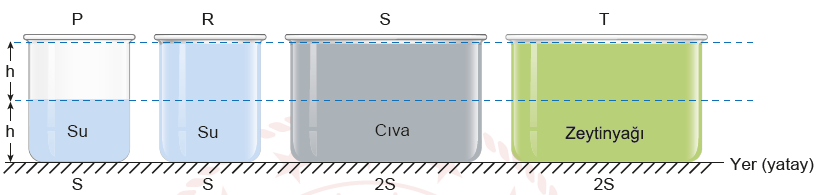 P R S T
h
h
Su Su Cıva Zeytinyağı
Yer (yatay)
S S 2S 2S